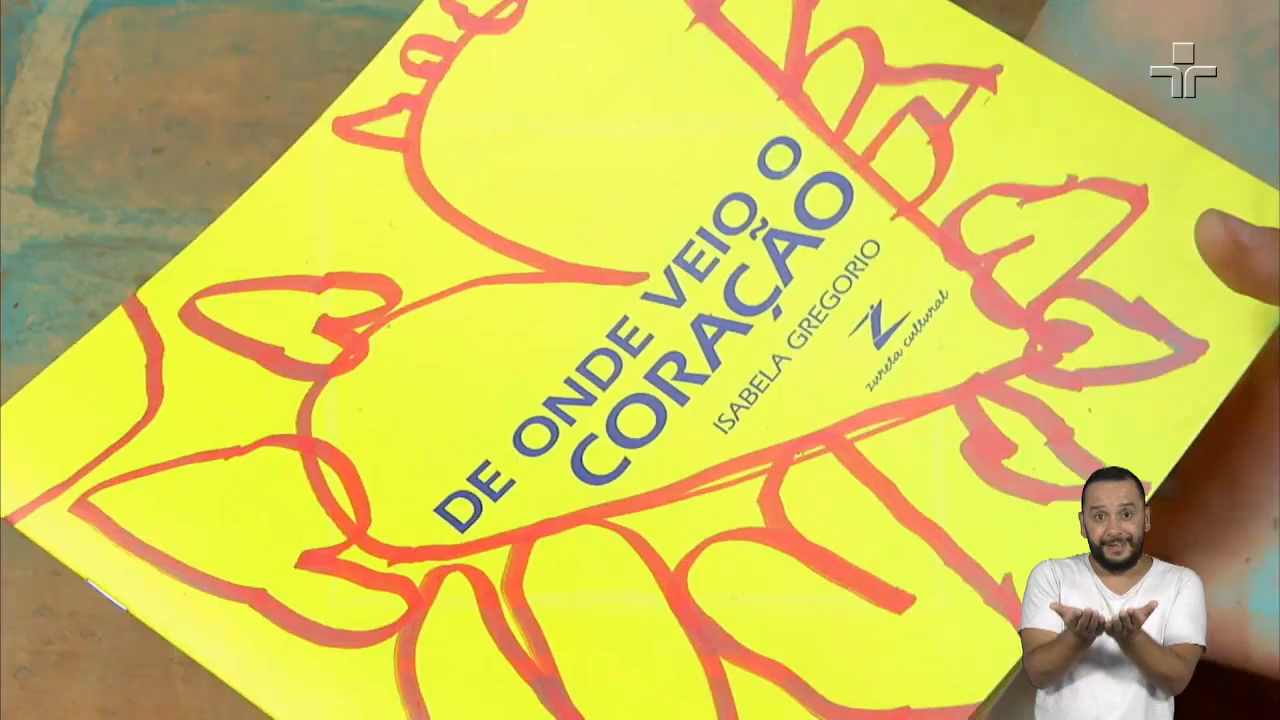 DE ONDE VEIO O
CORAÇÃO
ISABELA GREGORIO
Z
zureta cultural